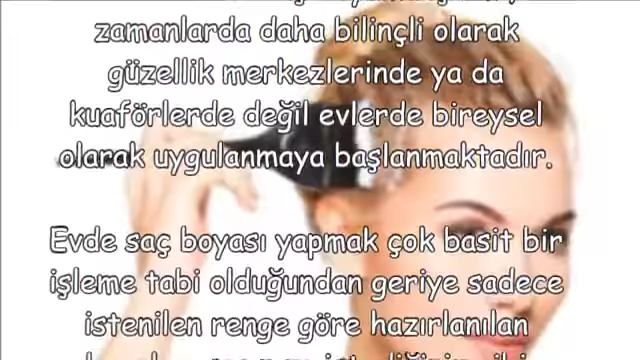 zamanlarda daha bilinçli olarak
güzellik merkezlerinde ya da
kuaförlerde değil evlerde bireysel
olarak uygulanmaya başlanmaktadır.
Evde saç boyası yapmak çok basit bir
işleme tabi olduğundan geriye sadece
istenilen renge göre hazırlanılan